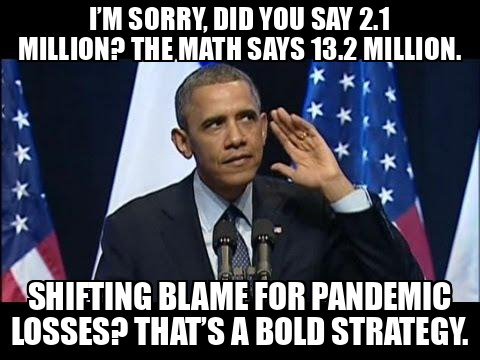 I'M SORRY, DID YOU SAY 2.1
MILLION? THE MATH SAYS 13.2 MILLION.
SHIFTING BLAME FOR PANDEMIC
LOSSES? THAT'S A BOLD STRATEGY.